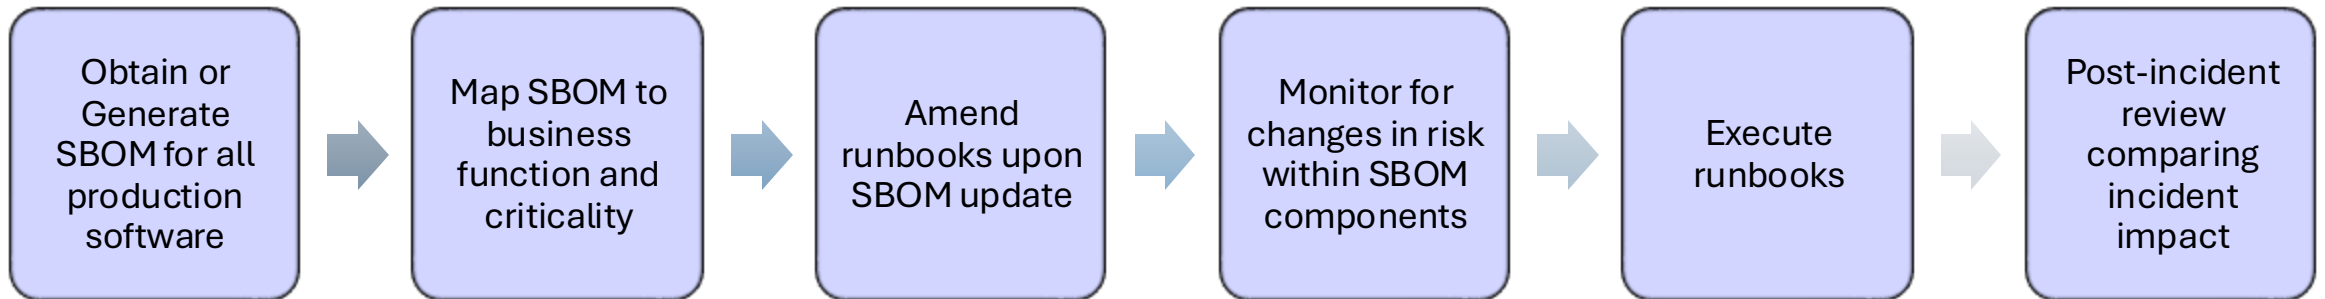 Obtain or
Generate
SBOM for all
production
software
Map SBOM to
business
function and
criticality
Amend
runbooks upon
SBOM update
Monitor for
changes in risk
within SBOM
components
Execute
runbooks
Post-incident
review
comparing
incident
impact